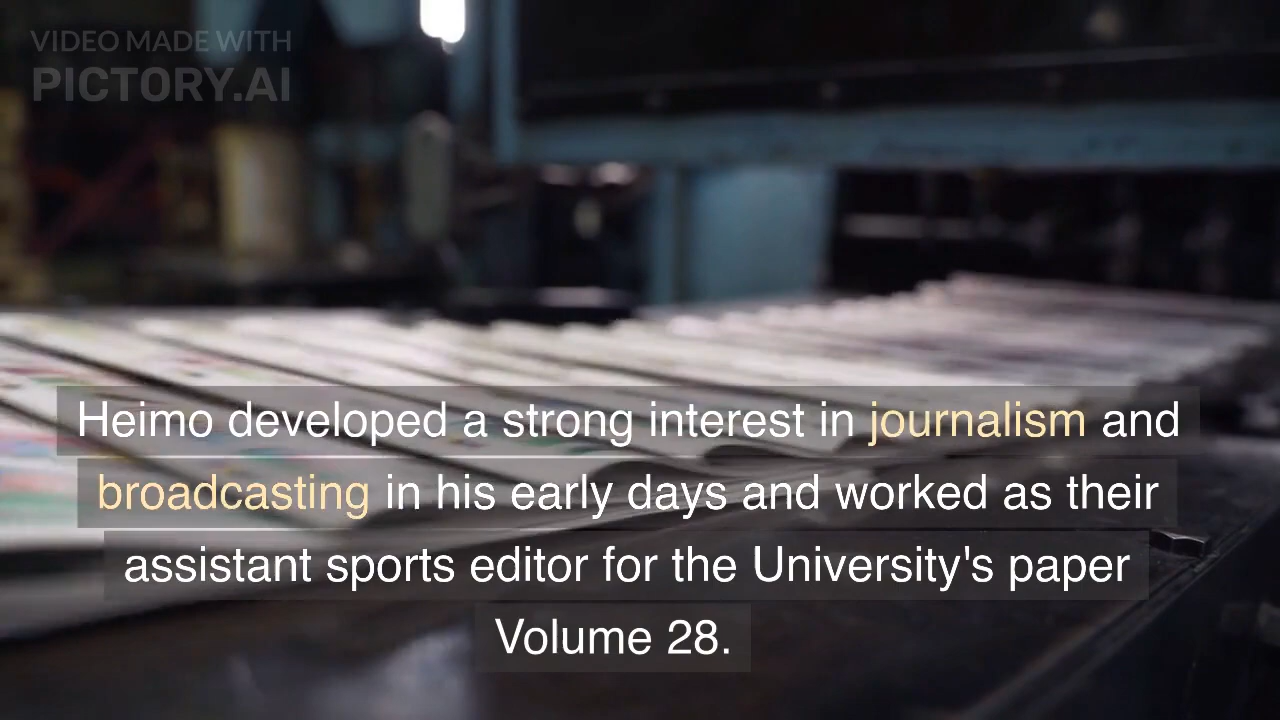 VIDEO MADE WITH
PICTORY.AI
Heimo developed a strong interest in journalism and
broadcasting in his early days and worked as their
assistant sports editor for the University's paper
Volume 28.